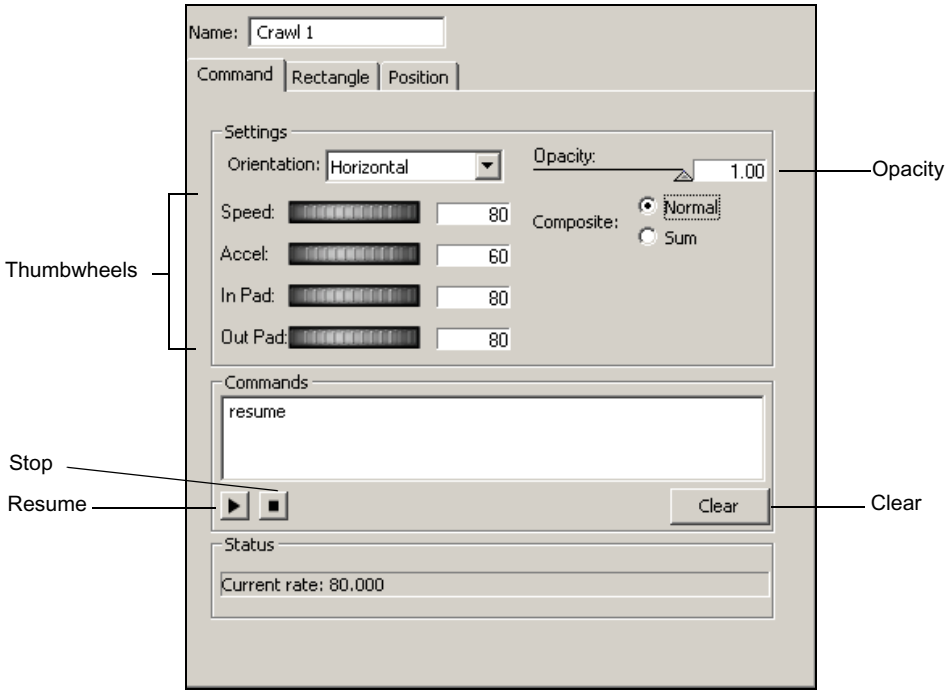 Name: Crawl 1
Command Rectangle Position
Settings
Orientation: Horizontal
Opacity: 1.00
Opacity
Speed: 80
Composite: Normal
Sum
Accel: 60
Thumbwheels
In Pad: 80
Out Pad: 80
Commands
resume
Stop
Resume
Clear
Clear
Status
Current rate: 80.000